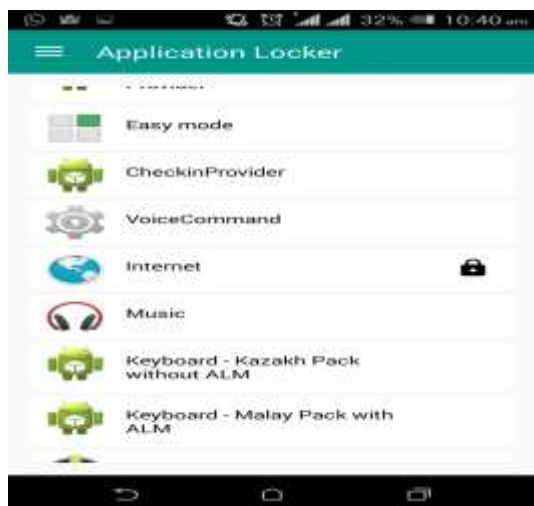 32% 10:40 am
Application Locker
Easy mode
CheckinProvider
VoiceCommand
Internet
Music
Keyboard - Kazakh Pack
without ALM
Keyboard - Malay Pack with
ALM